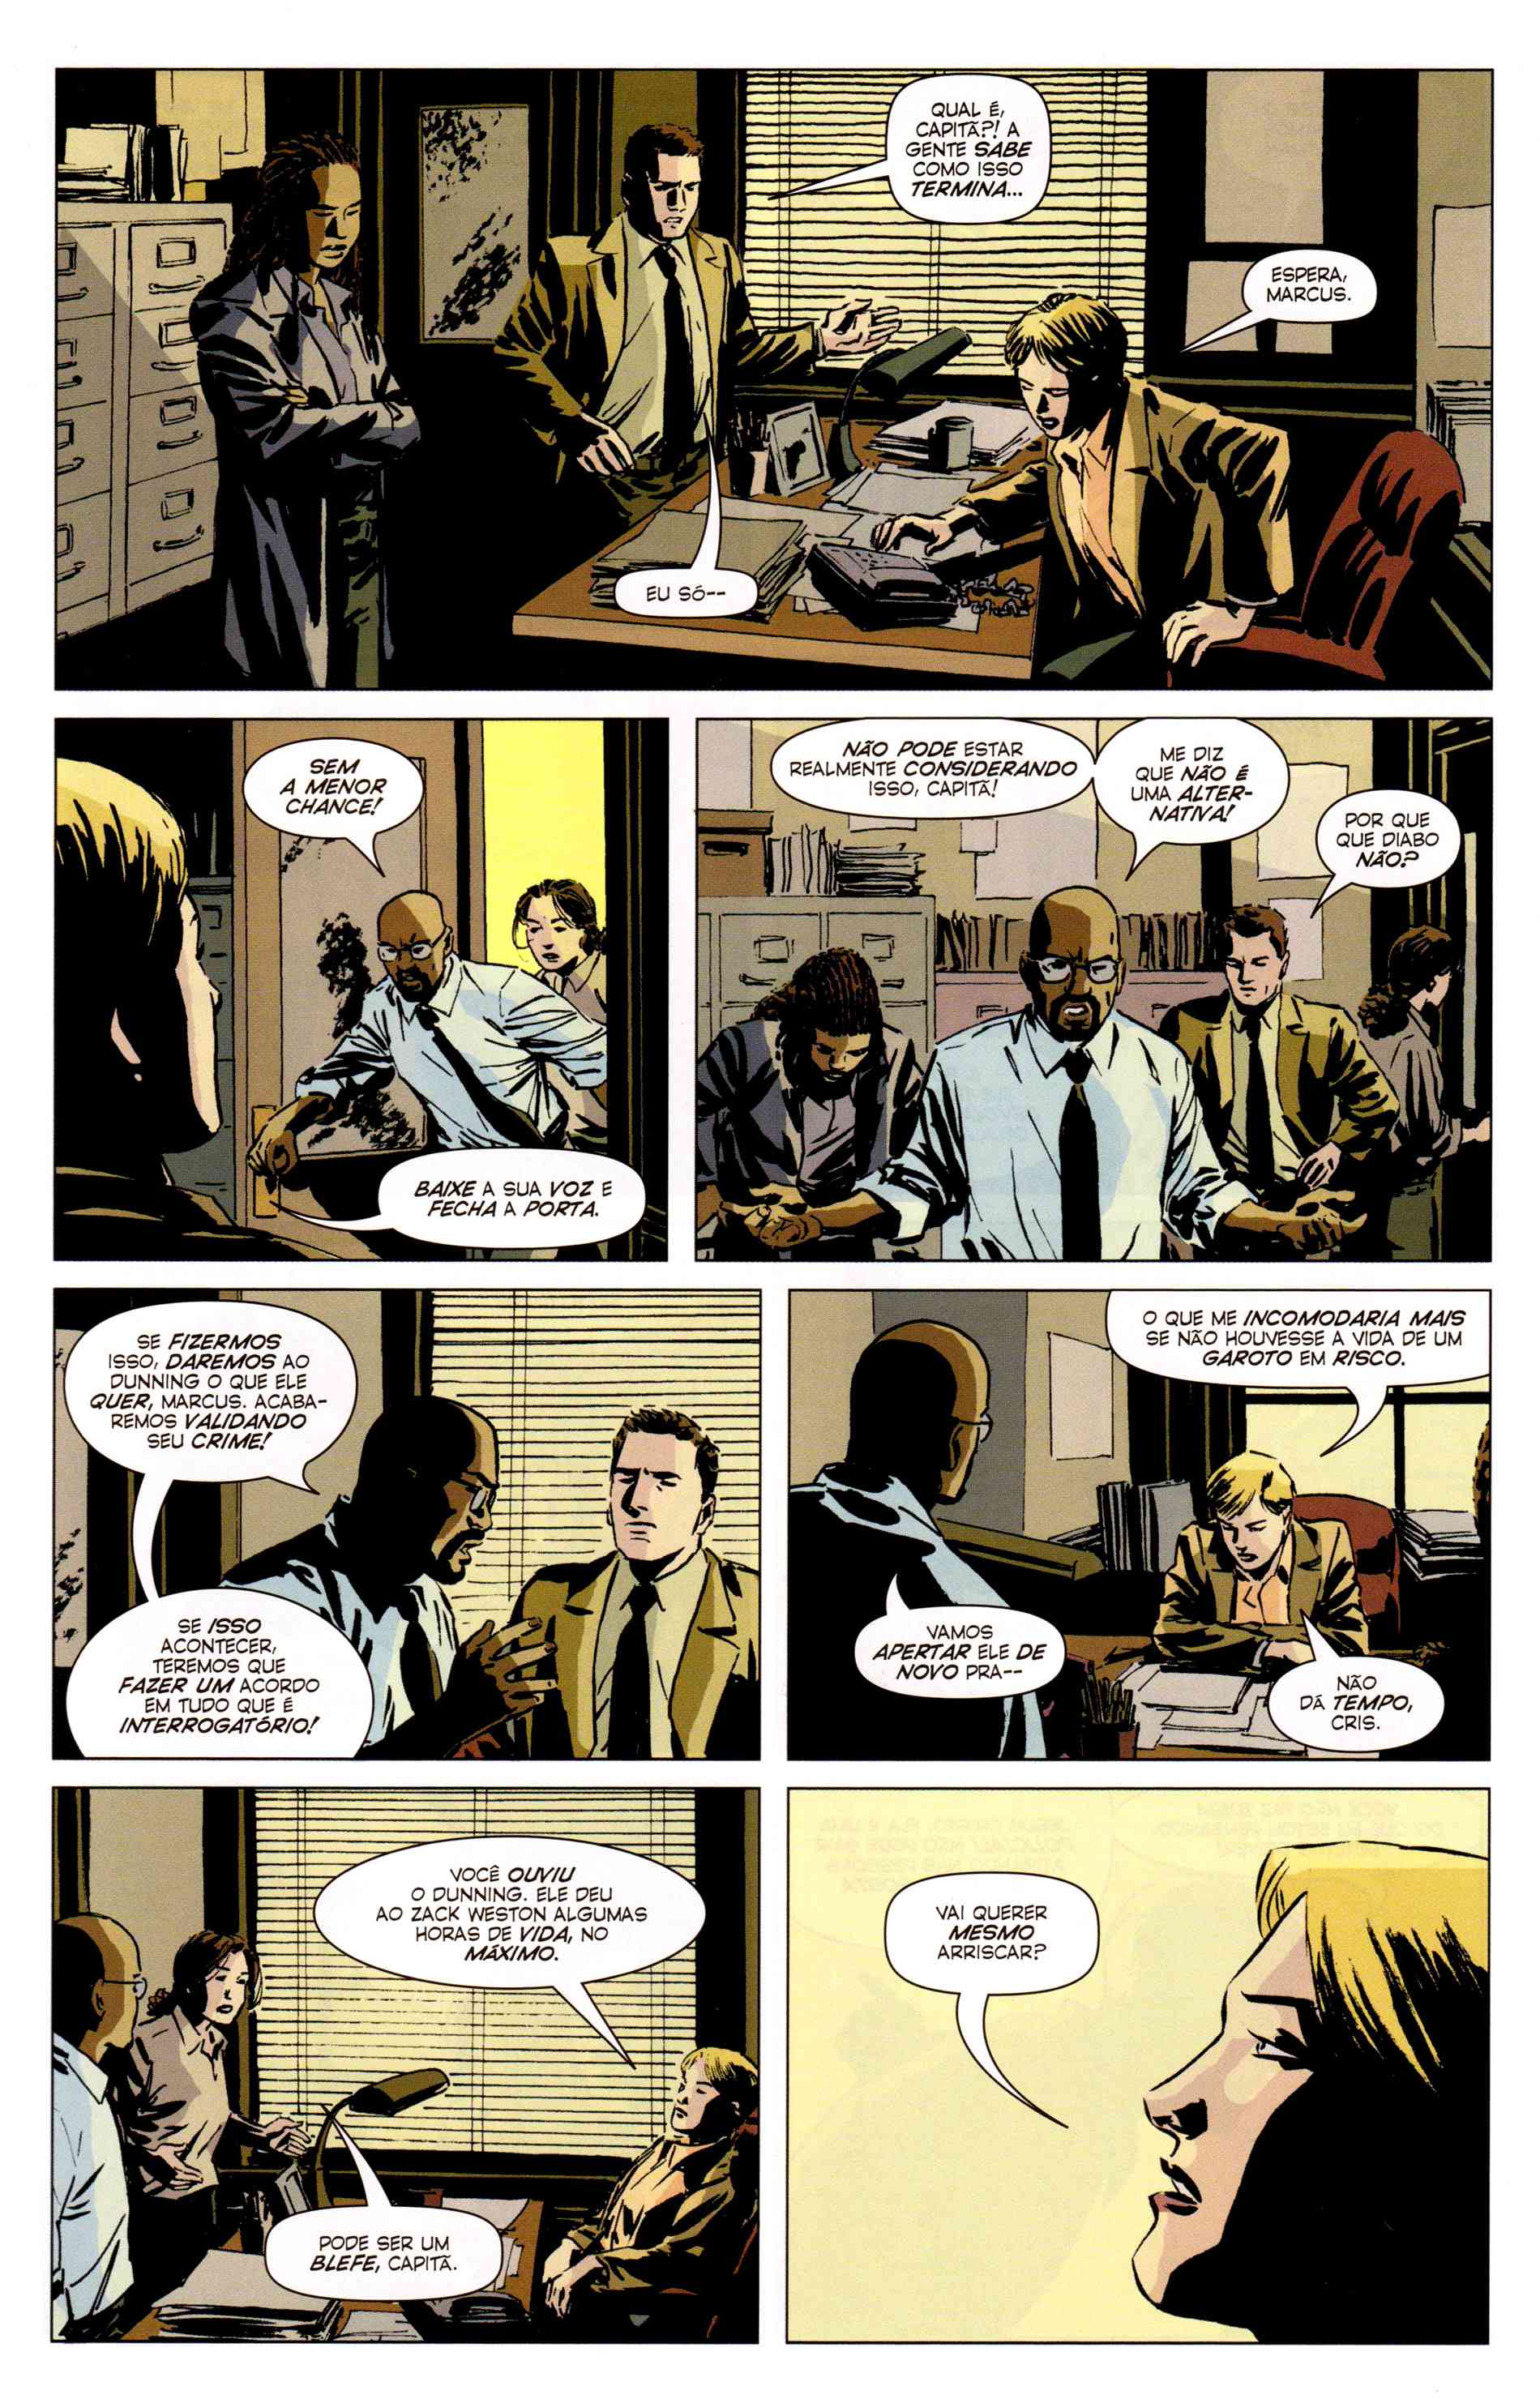 QUAL É,
CAPITÃ?! A
GENTE SABE
COMO ISSO
TERMINA...
ESPERA,
MARCUS.
EU SÓ--
SEM
A MENOR
CHANCE!
BAIXE A SUA VOZ E
FECHA A PORTA.
NÃO PODE ESTAR
REALMENTE CONSIDERANDO
ISSO, CAPITÃ!
ME DIZ
QUE NÃO É
UMA ALTER-
NATIVA!
POR QUE
QUE DIABO
NÃO?
SE FIZERMOS
ISSO, DAREMOS AO
DUNNING O QUE ELE
QUER, MARCUS. ACABA-
REMOS VALIDANDO
SEU CRIME!
SE ISSO
ACONTECER,
TEREMOS QUE
FAZER UM ACORDO
EM TUDO QUE É
INTERROGATÓRIO!
O QUE ME INCOMODARIA MAIS
SE NÃO HOUVESSE A VIDA DE UM
GAROTO EM RISCO.
VAMOS
APERTAR ELE DE
NOVO PRA--
NÃO
DÁ TEMPO,
CRIS.
VOCÊ OUVIU
O DUNNING. ELE DEU
AO ZACK WESTON ALGUMAS
HORAS DE VIDA, NO
MÁXIMO.
PODE SER UM
BLEFE, CAPITÃ.
VAI QUERER
MESMO
ARRISCAR?